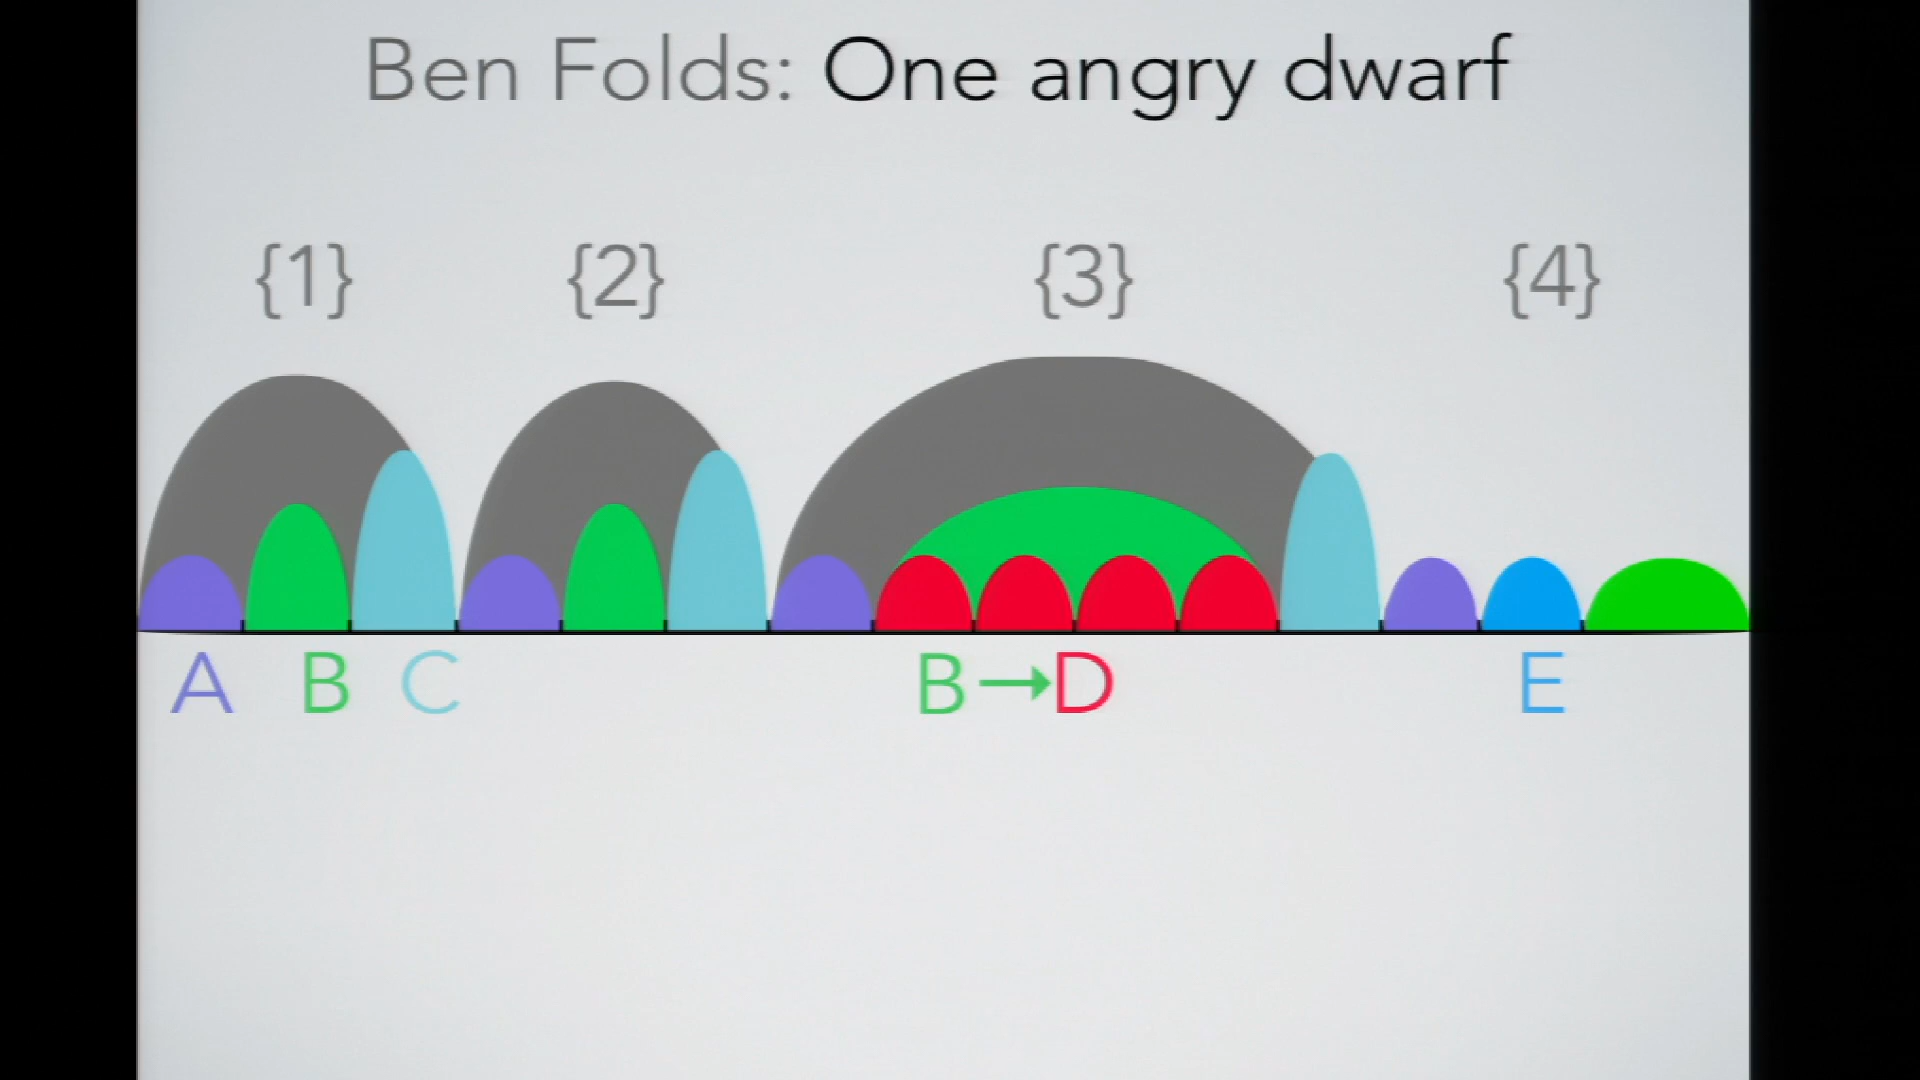 Ben Folds: One angry dwarf
{1} {2} {3} {4}
A B C B→D E